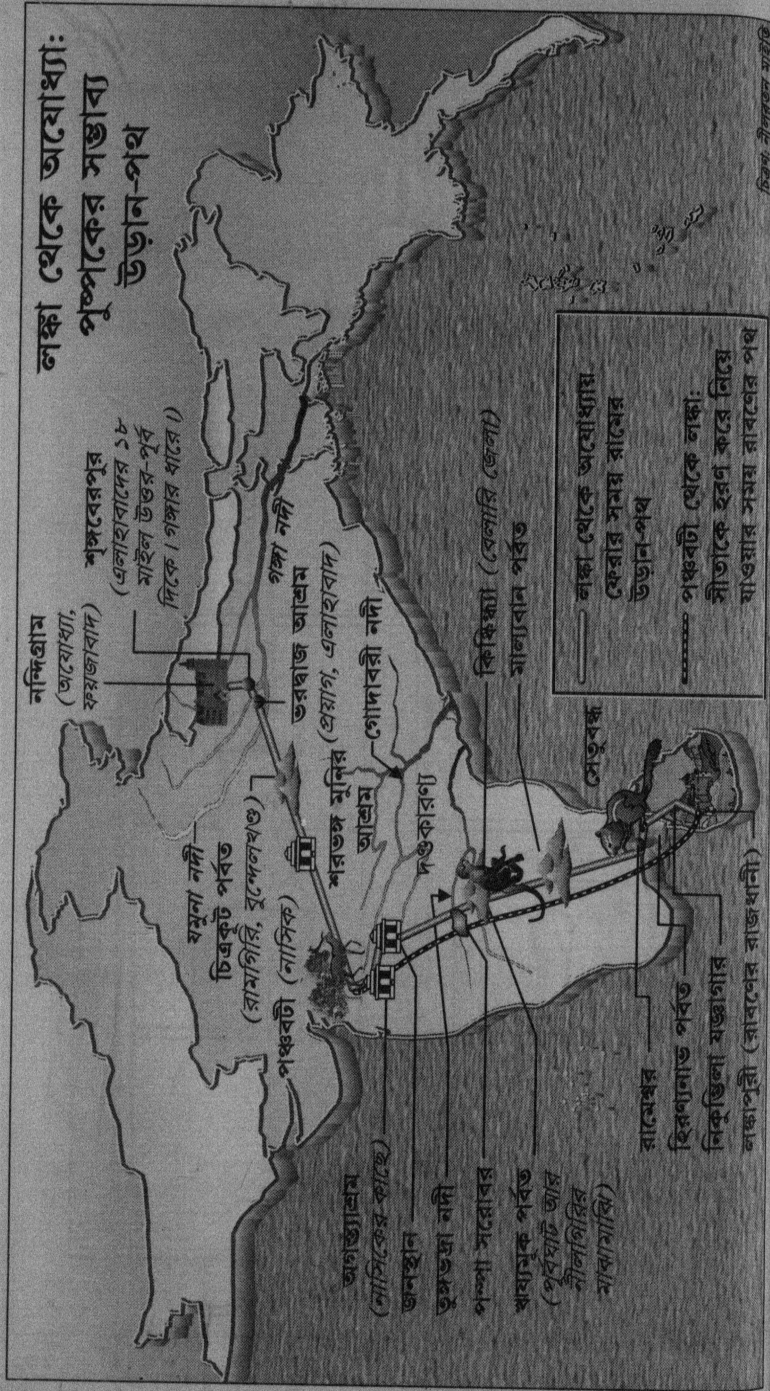 লঙ্কা থেকে অযোধ্যা:
পুষ্পকের সম্ভাব্য
উড়ান-পথ
নন্দিগ্রাম
(অযোধ্যা,
ফয়জাবাদ)
শৃঙ্গবেরপুর
(এলাহাবাদের ১৮
মাইল উত্তর-পূর্ব
দিকে। গঙ্গার ধারে।)
গঙ্গা নদী
ভরদ্বাজ আশ্রম
(প্রয়াগ, এলাহাবাদ)
যমুনা নদী
চিত্রকূট পর্বত
(রামগিরি, বুন্দেলখণ্ড)
পঞ্চবটী (নাসিক)
শরভঙ্গ মুনির
আশ্রম
গোদাবরী নদী
দণ্ডকারণ্য
কিষ্কিন্ধ্যা (বেলারি জেলা)
মাল্যবান পর্বত
অগস্ত্যাশ্রম
(নাসিকের কাছে)
জনস্থান
তুঙ্গভদ্রা নদী
পম্পা সরোবর
ঋষ্যমূক পর্বত
(পূর্বঘাট আর
নীলগিরির
মাঝামাঝি)
সেতুবন্ধ
রামেশ্বর
হিরণ্যনাভ পর্বত
নিকুম্ভিলা যজ্ঞাগার
লঙ্কাপুরী (রাবণের রাজধানী)
লঙ্কা থেকে অযোধ্যায়
ফেরার সময় রামের
উড়ান-পথ
পঞ্চবটী থেকে লঙ্কা:
সীতাকে হরণ করে নিয়ে
যাওয়ার সময় রাবণের পথ